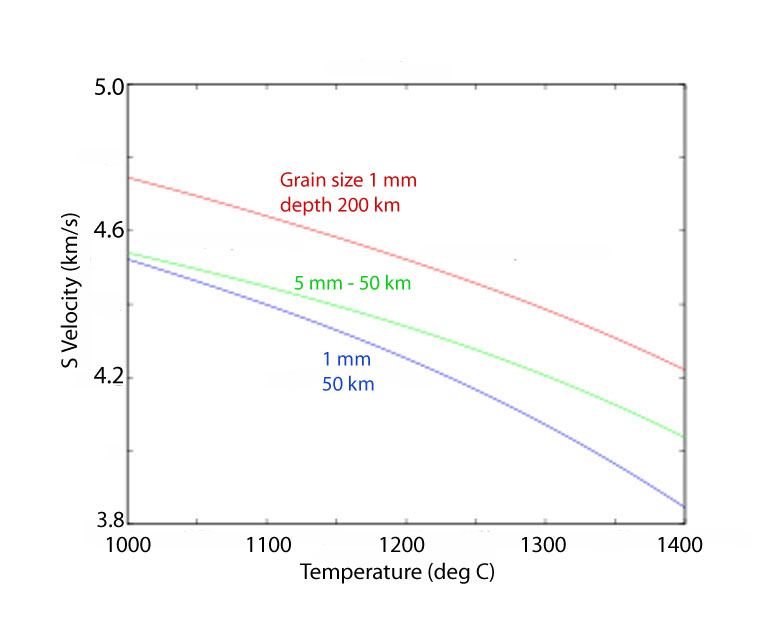 5.0
Grain size 1 mm
depth 200 km
4.6
5 mm - 50 km
S Velocity (km/s)
1 mm
50 km
4.2
3.8
1000 1100 1200 1300 1400
Temperature (deg C)